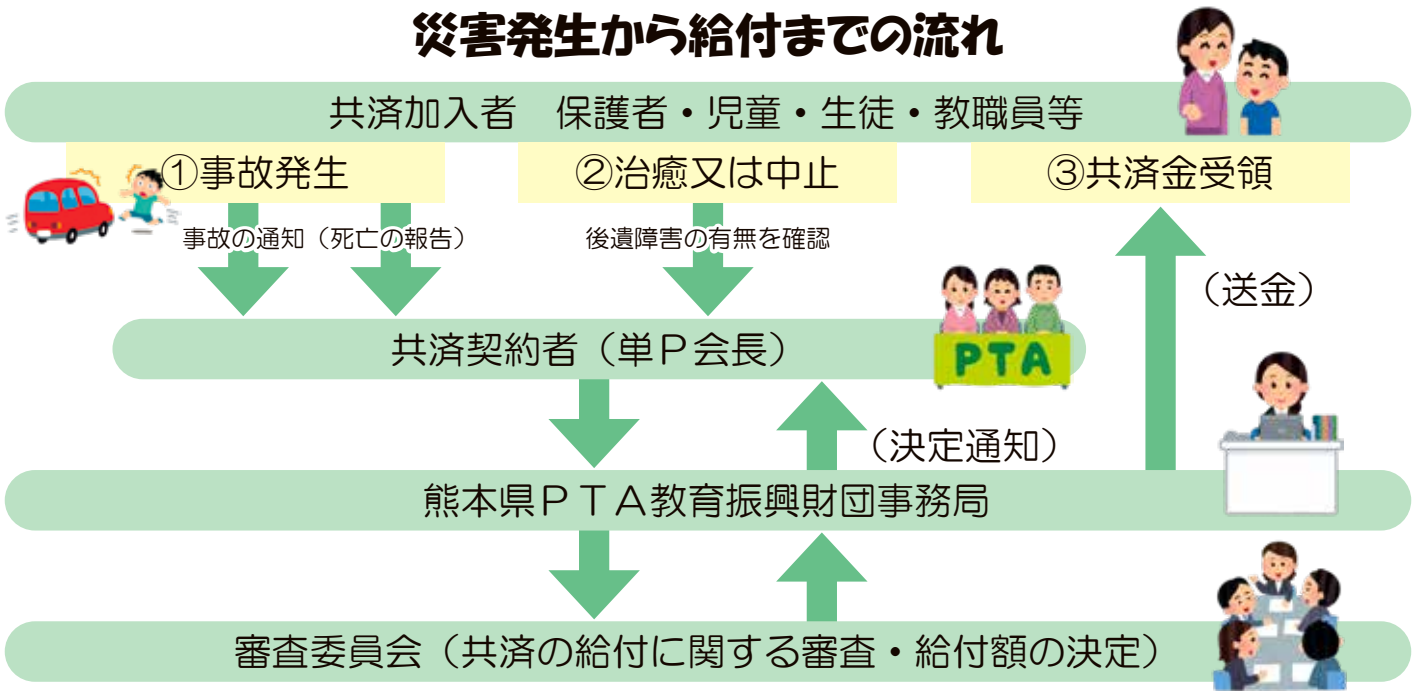 災害発生から給付までの流れ
共済加入者　保護者・児童・生徒・教職員等
①事故発生
②治癒又は中止
③共済金受領
事故の通知（死亡の報告）
後遺障害の有無を確認
（送金）
共済契約者（単Ｐ会長）
PTA
（決定通知）
熊本県ＰＴＡ教育振興財団事務局
審査委員会（共済の給付に関する審査・給付額の決定）